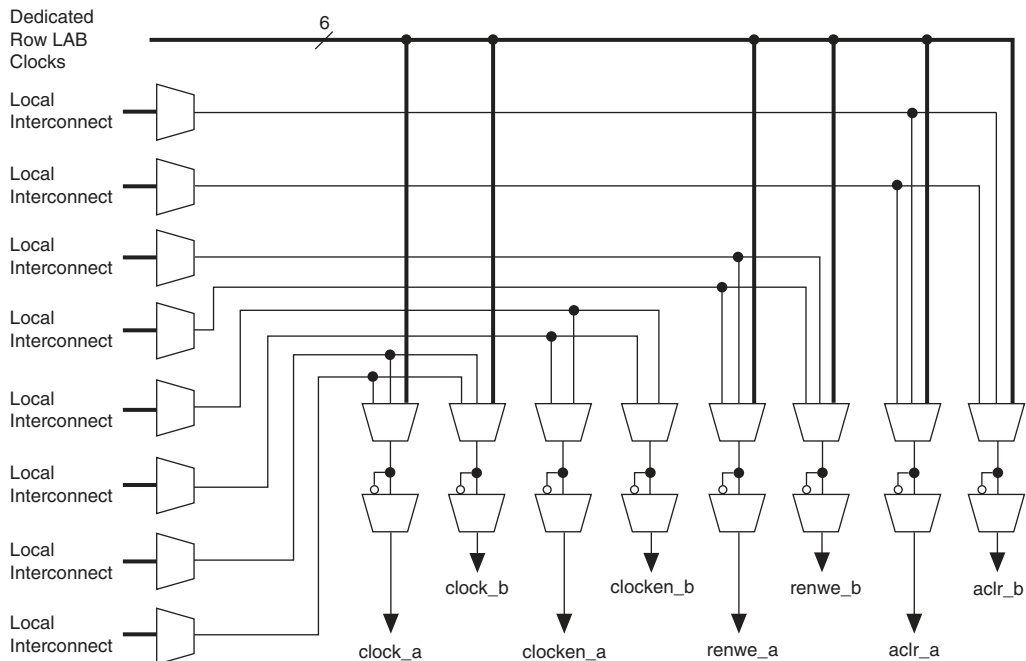 Dedicated
Row LAB
Clocks
6
Local
Interconnect
Local
Interconnect
Local
Interconnect
Local
Interconnect
Local
Interconnect
Local
Interconnect
Local
Interconnect
Local
Interconnect
clock_b
clocken_b
renwe_b
aclr_b
clock_a
clocken_a
renwe_a
aclr_a